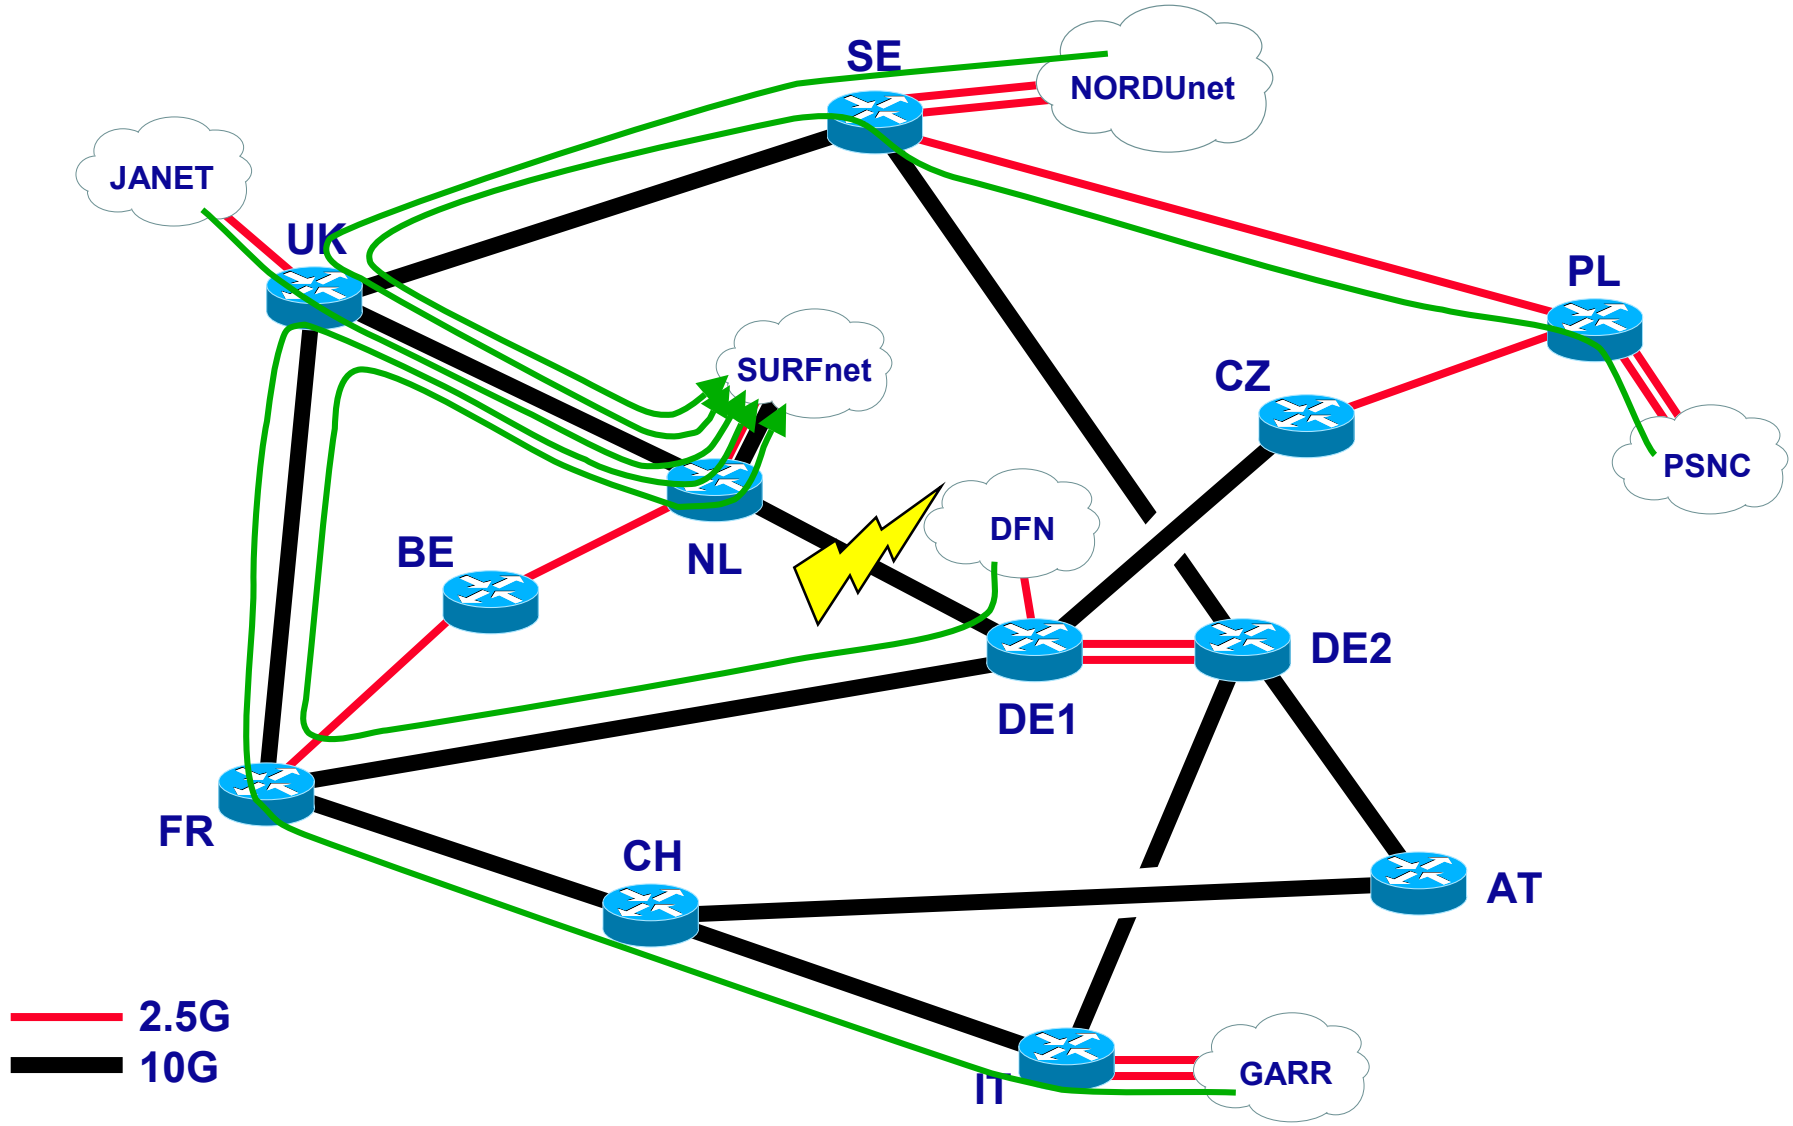 SE
NORDUnet
JANET
UK
PL
SURFnet
CZ
PSNC
DFN
BE
NL
DE2
DE1
FR
CH
AT
2.5G
10G
IT
GARR